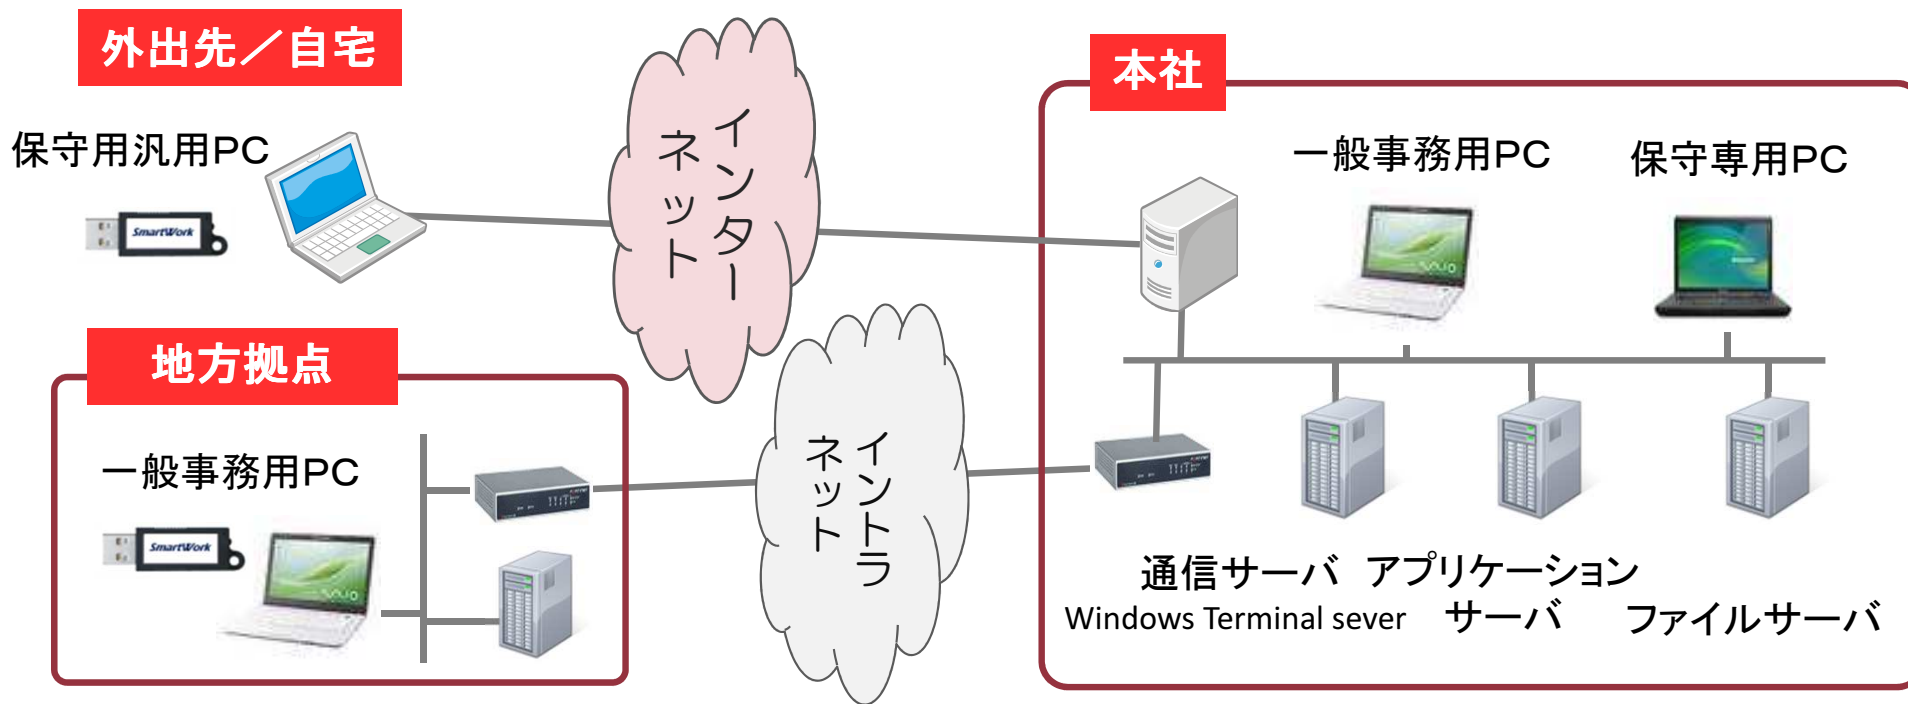 外出先／自宅
保守用汎用PC
SmartWork
インター
ネット
本社
一般事務用PC
保守専用PC
地方拠点
一般事務用PC
SmartWork
イントラ
ネット
通信サーバ
Windows Terminal sever
アプリケーション
サーバ
ファイルサーバ